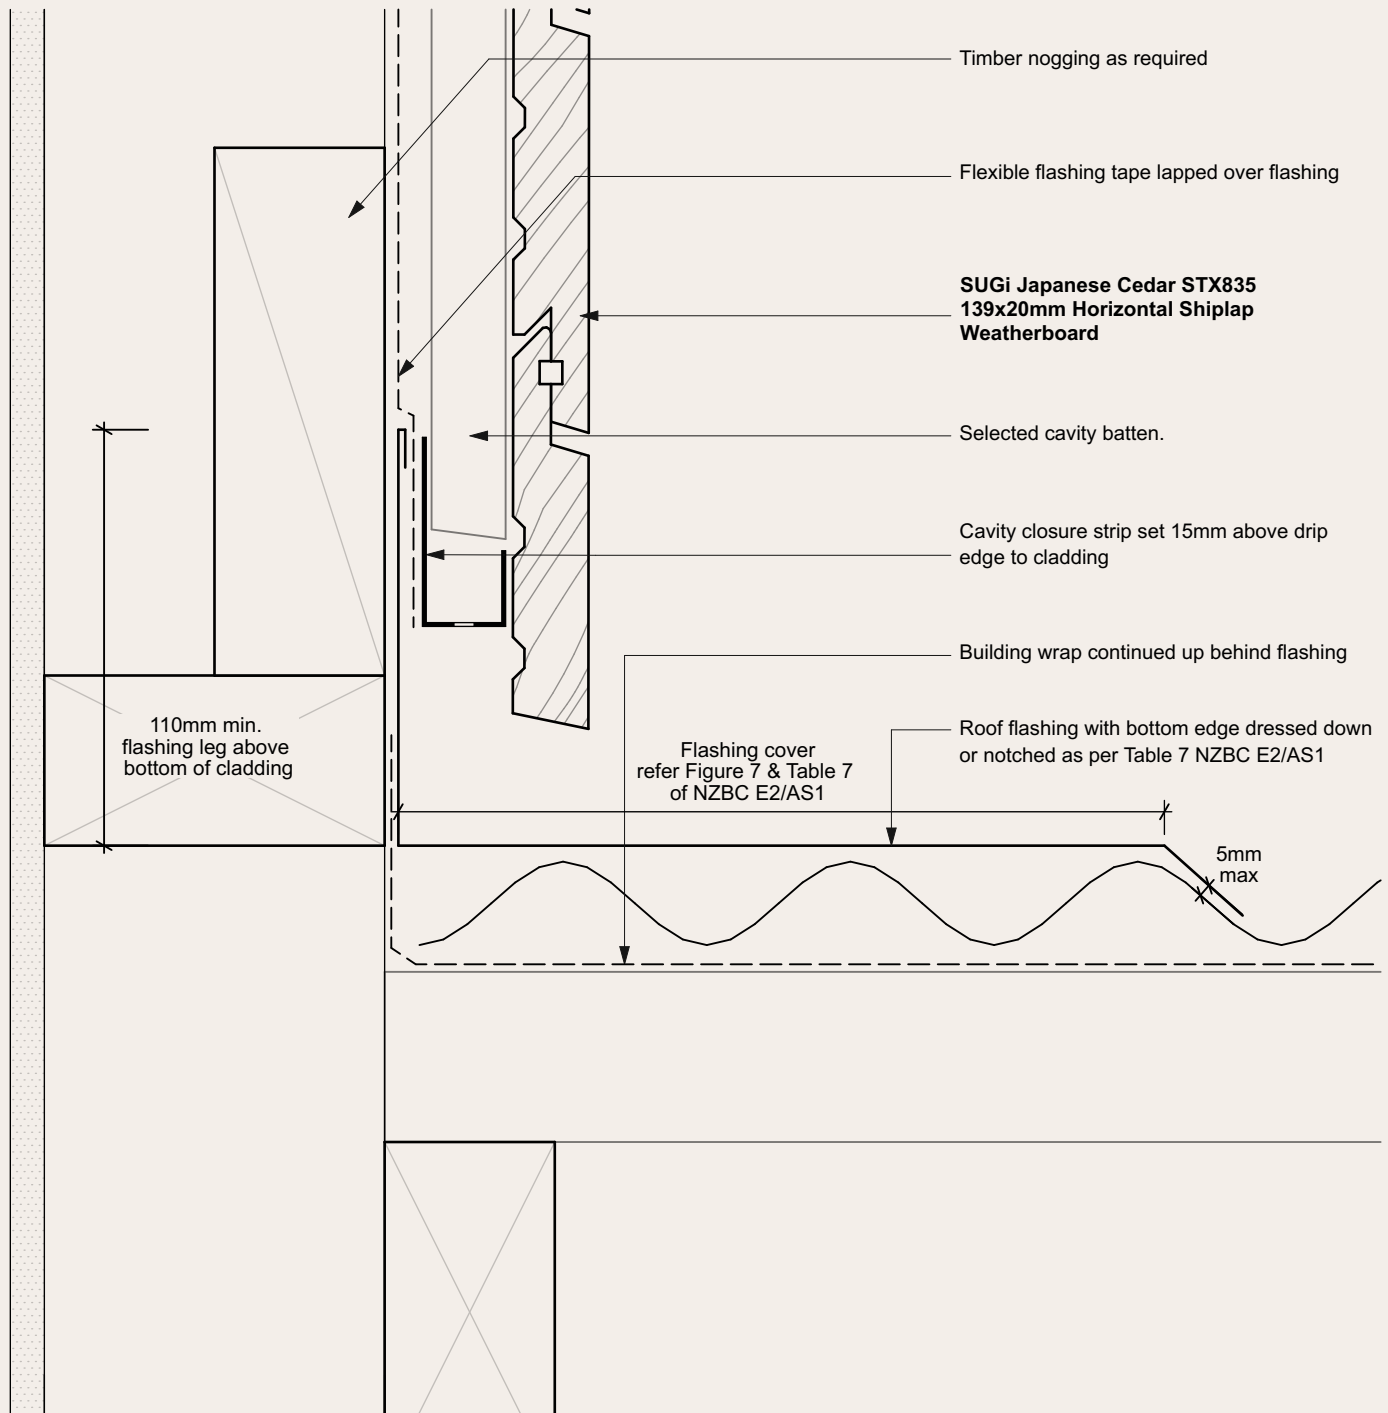 Timber nogging as required
Flexible flashing tape lapped over flashing
SUGi Japanese Cedar STX835
139x20mm Horizontal Shiplap
Weatherboard
Selected cavity batten.
Cavity closure strip set 15mm above drip
edge to cladding
Building wrap continued up behind flashing
Roof flashing with bottom edge dressed down
or notched as per Table 7 NZBC E2/AS1
110mm min.
flashing leg above
bottom of cladding
Flashing cover
refer Figure 7 & Table 7
of NZBC E2/AS1
5mm
max